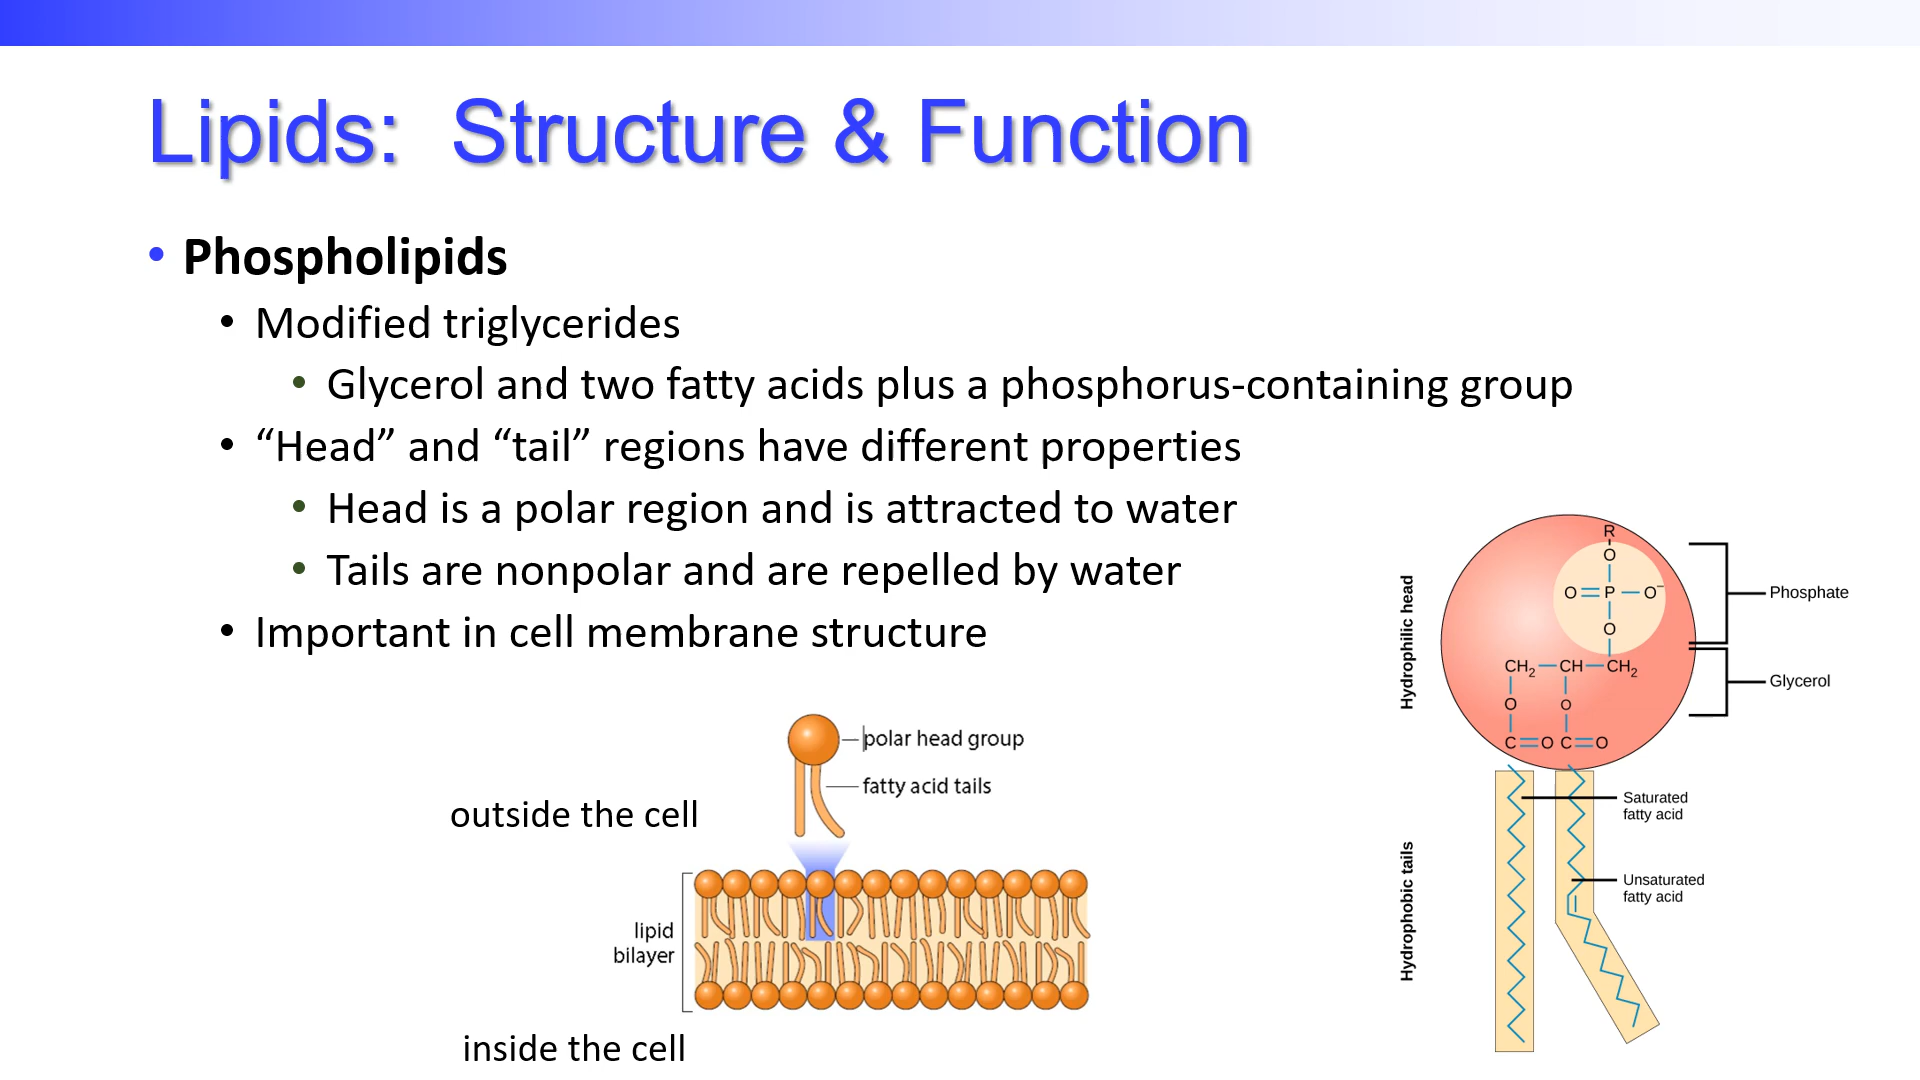 Lipids: Structure & Function
• Phospholipids
• Modified triglycerides
• Glycerol and two fatty acids plus a phosphorus-containing group
• “Head” and “tail” regions have different properties
• Head is a polar region and is attracted to water
• Tails are nonpolar and are repelled by water
• Important in cell membrane structure
polar head group
fatty acid tails
outside the cell
lipid
bilayer
inside the cell
Hydrophilic head
R
O
O=P—O⁻
O
CH₂—CH—CH₂
O O
C=O C=O
Phosphate
Glycerol
Hydrophobic tails
Saturated
fatty acid
Unsaturated
fatty acid